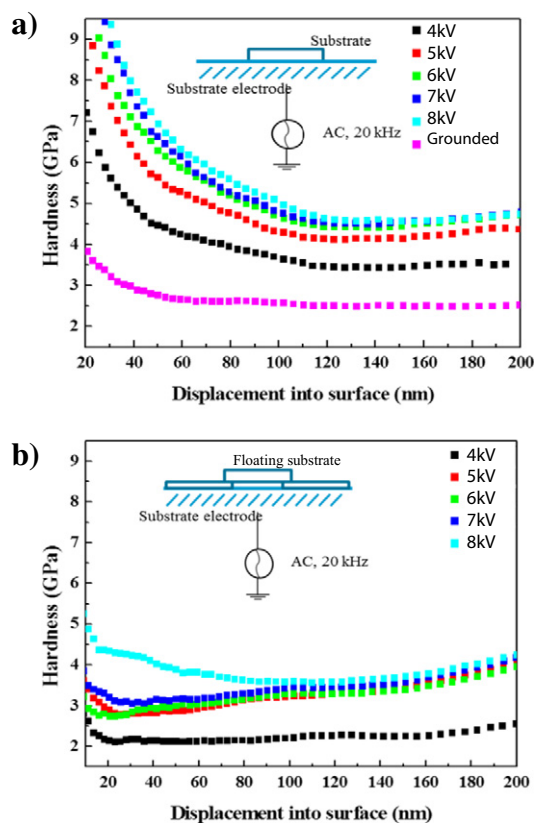 a)
9
8
7
6
5
4
3
2
Hardness (GPa)
Substrate
Substrate electrode
AC, 20 kHz
4kV
5kV
6kV
7kV
8kV
Grounded
20 40 60 80 100 120 140 160 180 200
Displacement into surface (nm)
b)
9
8
7
6
5
4
3
2
Hardness (GPa)
Floating substrate
Substrate electrode
AC, 20 kHz
4kV
5kV
6kV
7kV
8kV
20 40 60 80 100 120 140 160 180 200
Displacement into surface (nm)